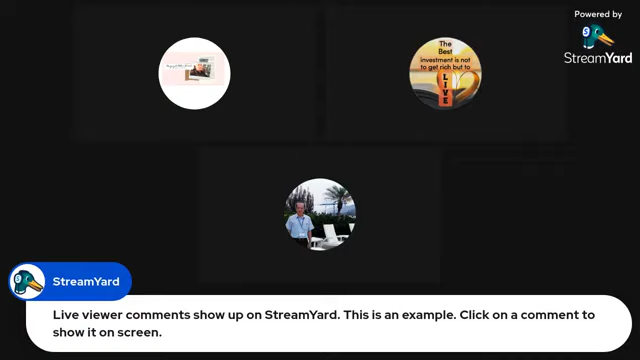 Powered by
StreamYard
The
Best
investment is not
to get rich but to
LIVE
StreamYard
Live viewer comments show up on StreamYard. This is an example. Click on a comment to
show it on screen.